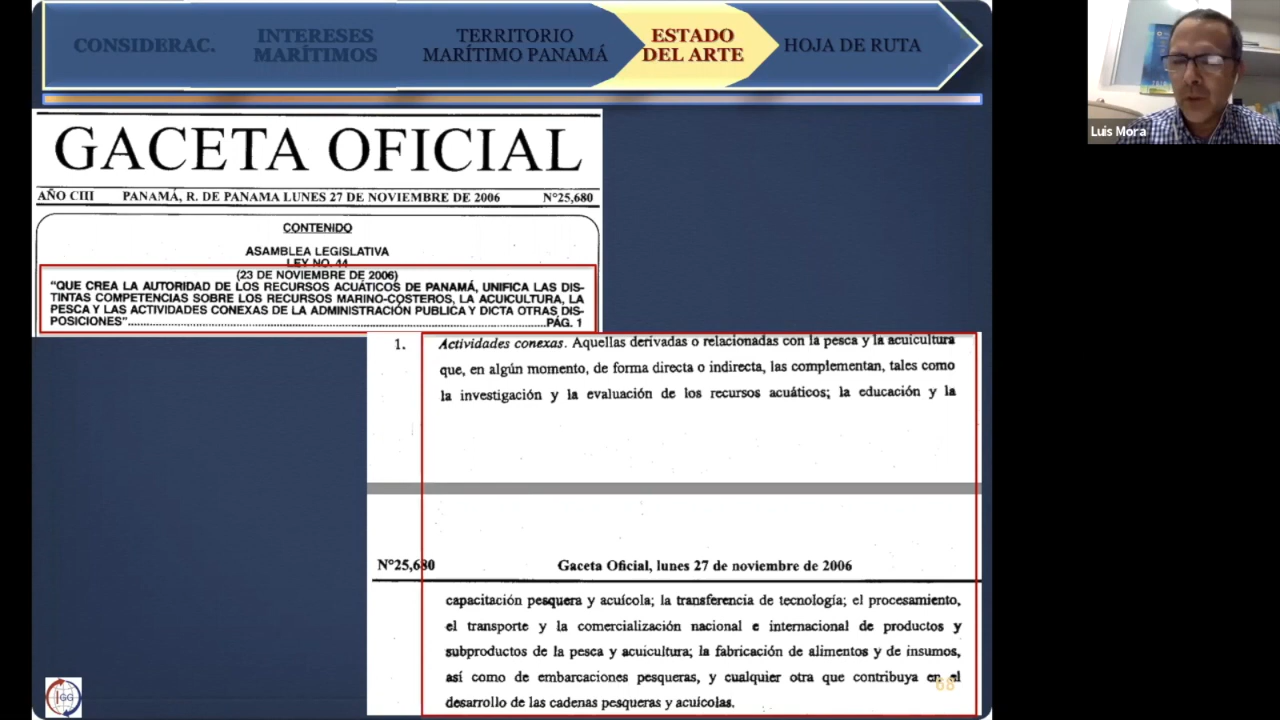 CONSIDERAC.
INTERESES
MARÍTIMOS
TERRITORIO
MARÍTIMO PANAMÁ
ESTADO
DEL ARTE
HOJA DE RUTA
Luis Mora
GACETA OFICIAL
AÑO CIII PANAMÁ, R. DE PANAMA LUNES 27 DE NOVIEMBRE DE 2006 Nº25,680
CONTENIDO
ASAMBLEA LEGISLATIVA
LEY NO. 44
(23 DE NOVIEMBRE DE 2006)
"QUE CREA LA AUTORIDAD DE LOS RECURSOS ACUÁTICOS DE PANAMÁ, UNIFICA LAS DIS-
TINTAS COMPETENCIAS SOBRE LOS RECURSOS MARINO-COSTEROS, LA ACUICULTURA, LA
PESCA Y LAS ACTIVIDADES CONEXAS DE LA ADMINISTRACIÓN PUBLICA Y DICTA OTRAS DIS-
POSICIONES"..........................................................................................................PÁG. 1
1. Actividades conexas. Aquellas derivadas o relacionadas con la pesca y la acuicultura
que, en algún momento, de forma directa o indirecta, las complementan, tales como
la investigación y la evaluación de los recursos acuáticos; la educación y la
Nº25,680 Gaceta Oficial, lunes 27 de noviembre de 2006
capacitación pesquera y acuícola; la transferencia de tecnología; el procesamiento,
el transporte y la comercialización nacional e internacional de productos y
subproductos de la pesca y acuicultura; la fabricación de alimentos y de insumos,
así como de embarcaciones pesqueras, y cualquier otra que contribuya en el
desarrollo de las cadenas pesqueras y acuícolas.
68
IGG